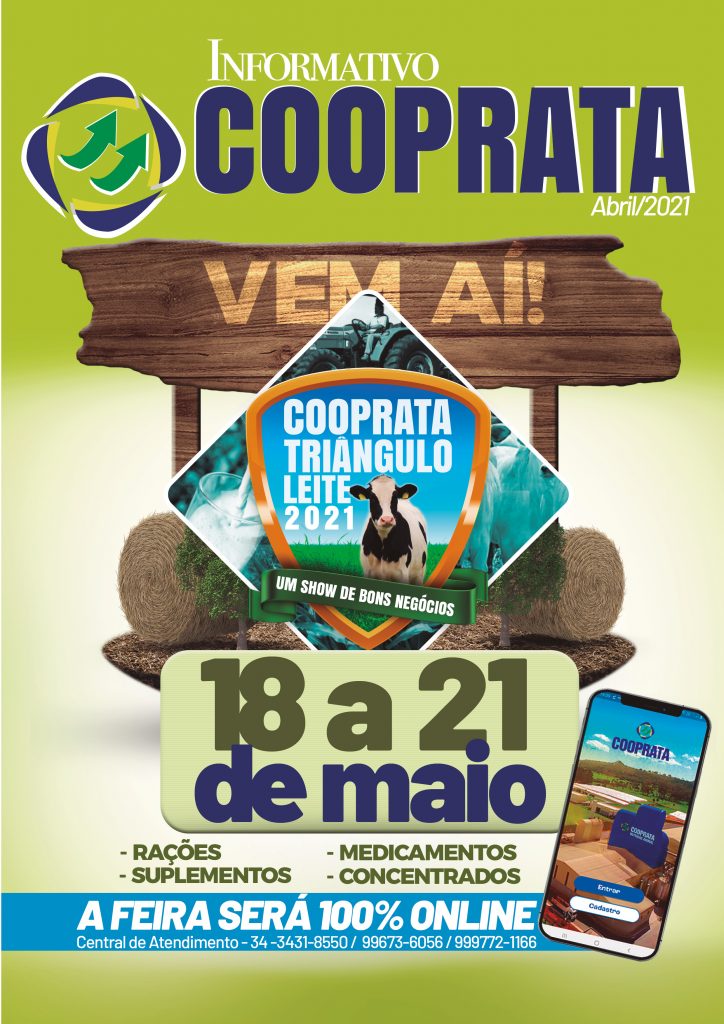 INFORMATIVO
COOPRATA
Abril/2021
VEM AÍ!
COOPRATA
TRIÂNGULO
LEITE
2021
UM SHOW DE BONS NEGÓCIOS
18 a 21
de maio
- RAÇÕES
- SUPLEMENTOS
- MEDICAMENTOS
- CONCENTRADOS
A FEIRA SERÁ 100% ONLINE
Central de Atendimento - 34 -3431-8550 / 99673-6056 / 999772-1166
COOPRATA
COOPRATA
Entrar
Cadastro